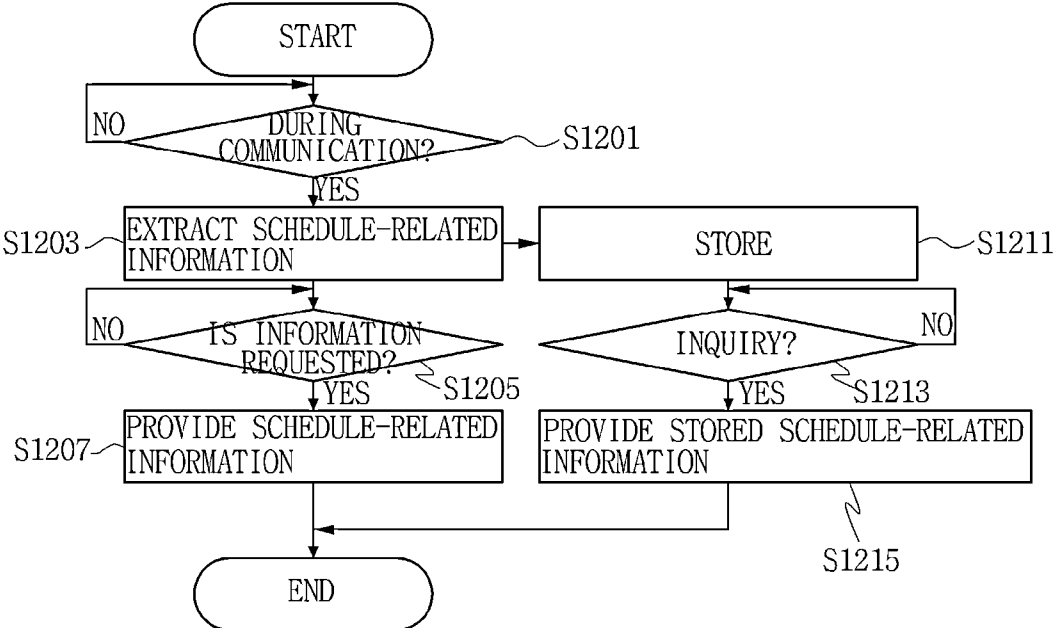 START
NO
DURING
COMMUNICATION?
S1201
YES
S1203
EXTRACT SCHEDULE-RELATED
INFORMATION
STORE
S1211
NO
IS INFORMATION
REQUESTED?
S1205
YES
INQUIRY?
NO
S1213
YES
S1207
PROVIDE SCHEDULE-RELATED
INFORMATION
PROVIDE STORED SCHEDULE-RELATED
INFORMATION
S1215
END